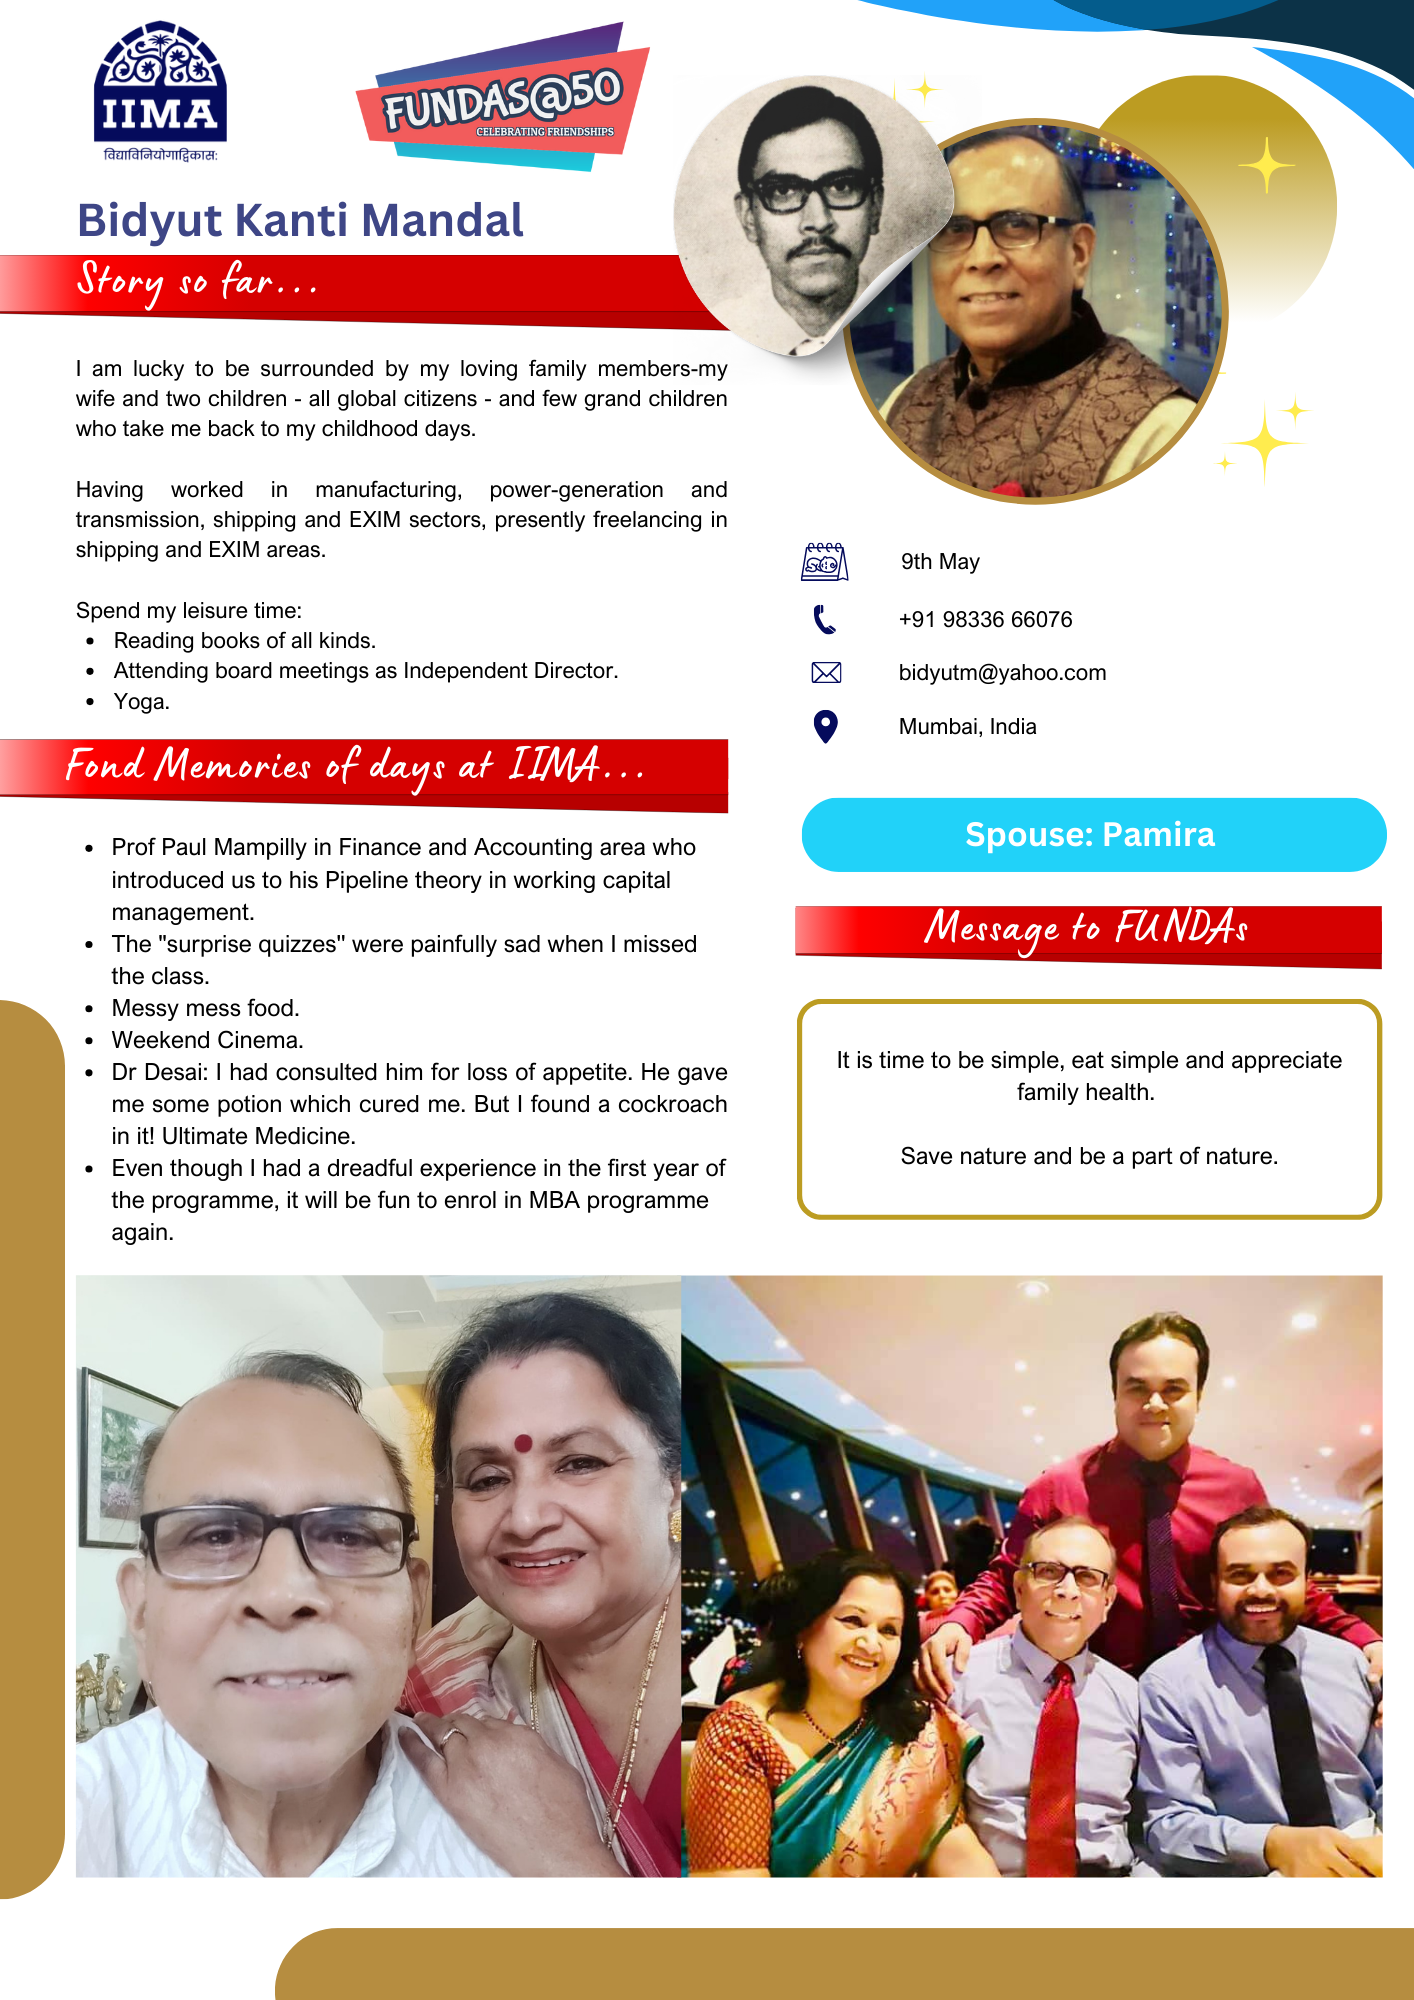 IIMA
विद्याविनियोगाद्विकास:
FUNDAS@50
CELEBRATING FRIENDSHIPS
Bidyut Kanti Mandal
Story so far...
I am lucky to be surrounded by my loving family members-my
wife and two children - all global citizens - and few grand children
who take me back to my childhood days.
Having worked in manufacturing, power-generation and
transmission, shipping and EXIM sectors, presently freelancing in
shipping and EXIM areas.
Spend my leisure time:
• Reading books of all kinds.
• Attending board meetings as Independent Director.
• Yoga.
Fond Memories of days at IIMA...
• Prof Paul Mampilly in Finance and Accounting area who
introduced us to his Pipeline theory in working capital
management.
• The "surprise quizzes" were painfully sad when I missed
the class.
• Messy mess food.
• Weekend Cinema.
• Dr Desai: I had consulted him for loss of appetite. He gave
me some potion which cured me. But I found a cockroach
in it! Ultimate Medicine.
• Even though I had a dreadful experience in the first year of
the programme, it will be fun to enrol in MBA programme
again.
9th May
+91 98336 66076
bidyutm@yahoo.com
Mumbai, India
Spouse: Pamira
Message to FUNDAs
It is time to be simple, eat simple and appreciate
family health.
Save nature and be a part of nature.